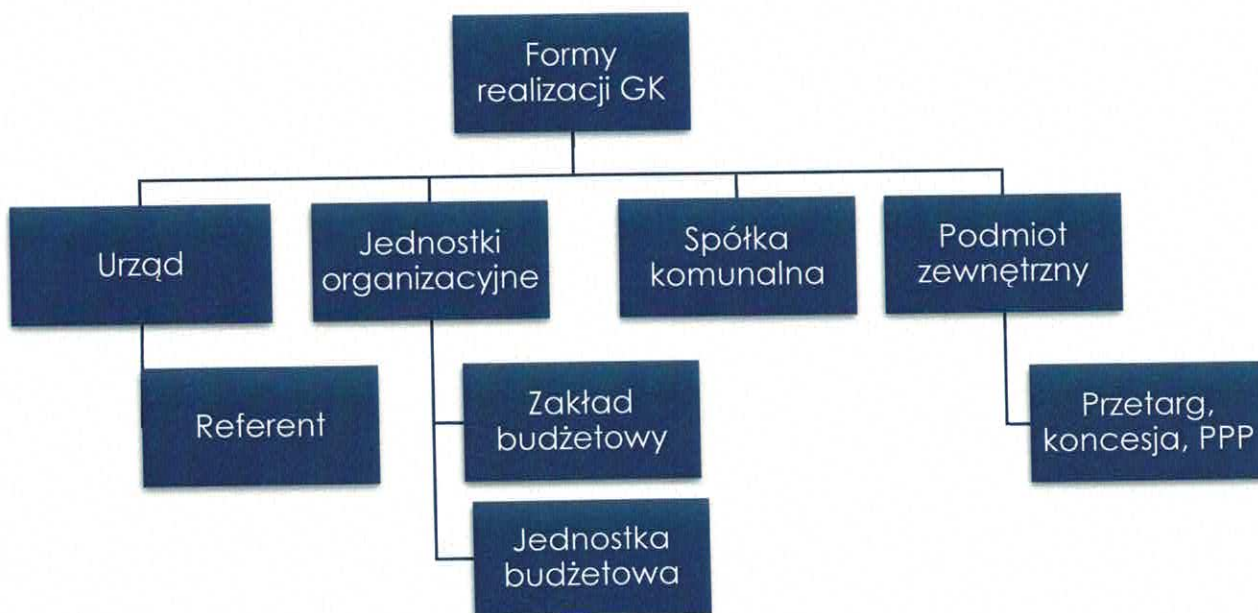 Formy
realizacji GK
Urząd
Jednostki
organizacyjne
Spółka
komunalna
Podmiot
zewnętrzny
Referent
Zakład
budżetowy
Przetarg,
koncesja, PPP
Jednostka
budżetowa